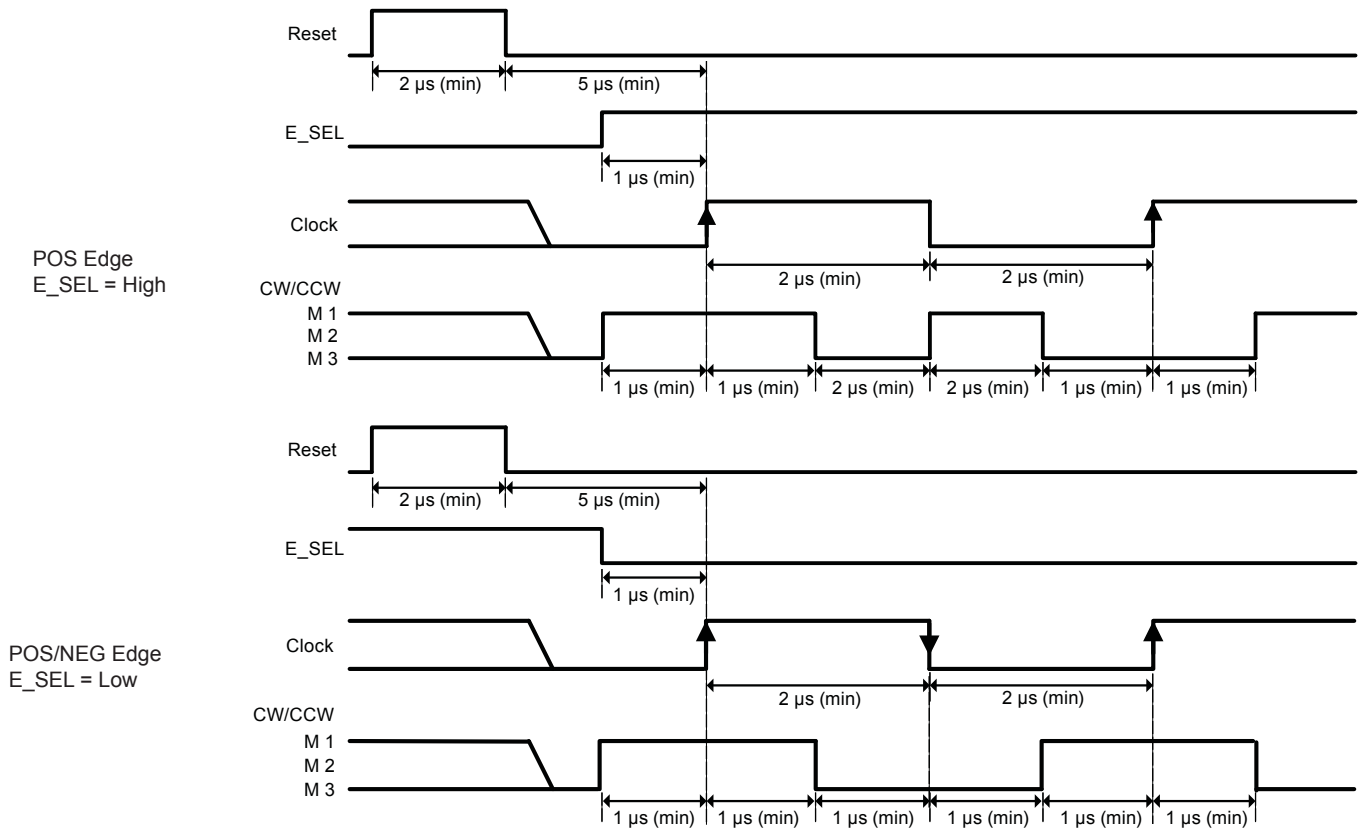 Reset
2 µs (min) 5 µs (min)
E_SEL
1 µs (min)
Clock
POS Edge
E_SEL = High
2 µs (min) 2 µs (min)
CW/CCW
M 1
M 2
M 3
1 µs (min) 1 µs (min) 2 µs (min) 2 µs (min) 1 µs (min) 1 µs (min)
Reset
2 µs (min) 5 µs (min)
E_SEL
1 µs (min)
Clock
POS/NEG Edge
E_SEL = Low
2 µs (min) 2 µs (min)
CW/CCW
M 1
M 2
M 3
1 µs (min) 1 µs (min) 1 µs (min) 1 µs (min) 1 µs (min) 1 µs (min)